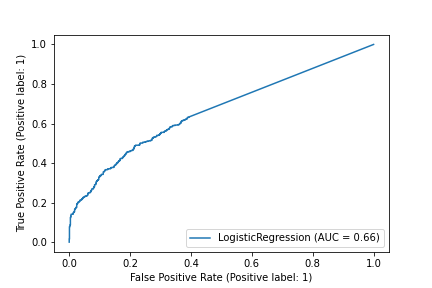 True Positive Rate (Positive label: 1)
1.0
0.8
0.6
0.4
0.2
0.0
LogisticRegression (AUC = 0.66)
0.0 0.2 0.4 0.6 0.8 1.0
False Positive Rate (Positive label: 1)